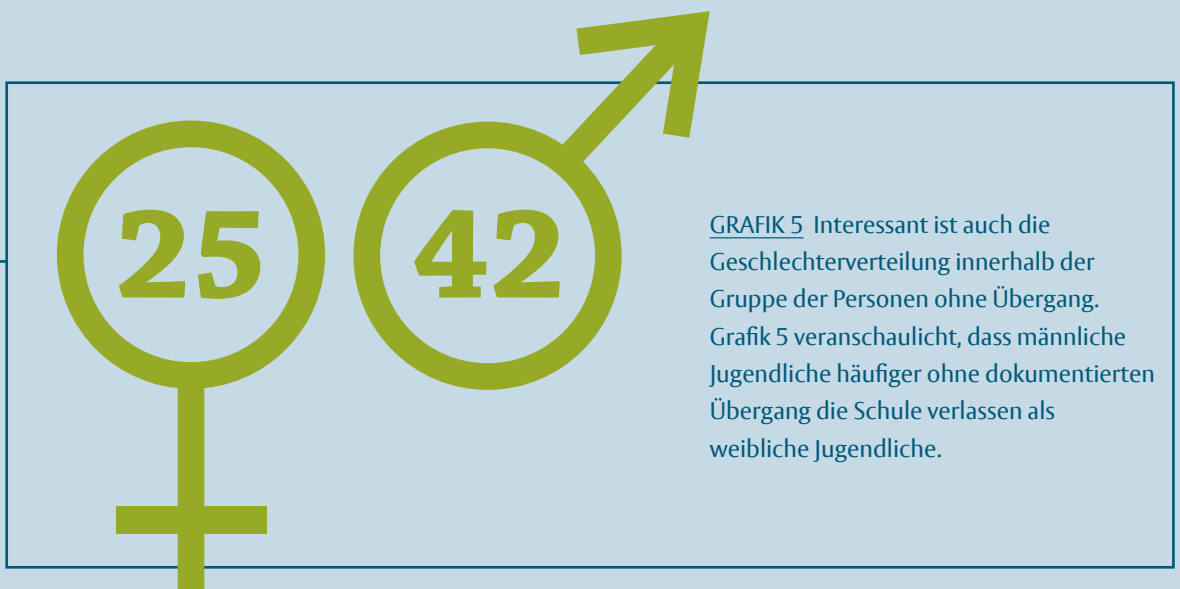 25 42
GRAFIK 5 Interessant ist auch die
Geschlechterverteilung innerhalb der
Gruppe der Personen ohne Übergang.
Grafik 5 veranschaulicht, dass männliche
Jugendliche häufiger ohne dokumentierten
Übergang die Schule verlassen als
weibliche Jugendliche.